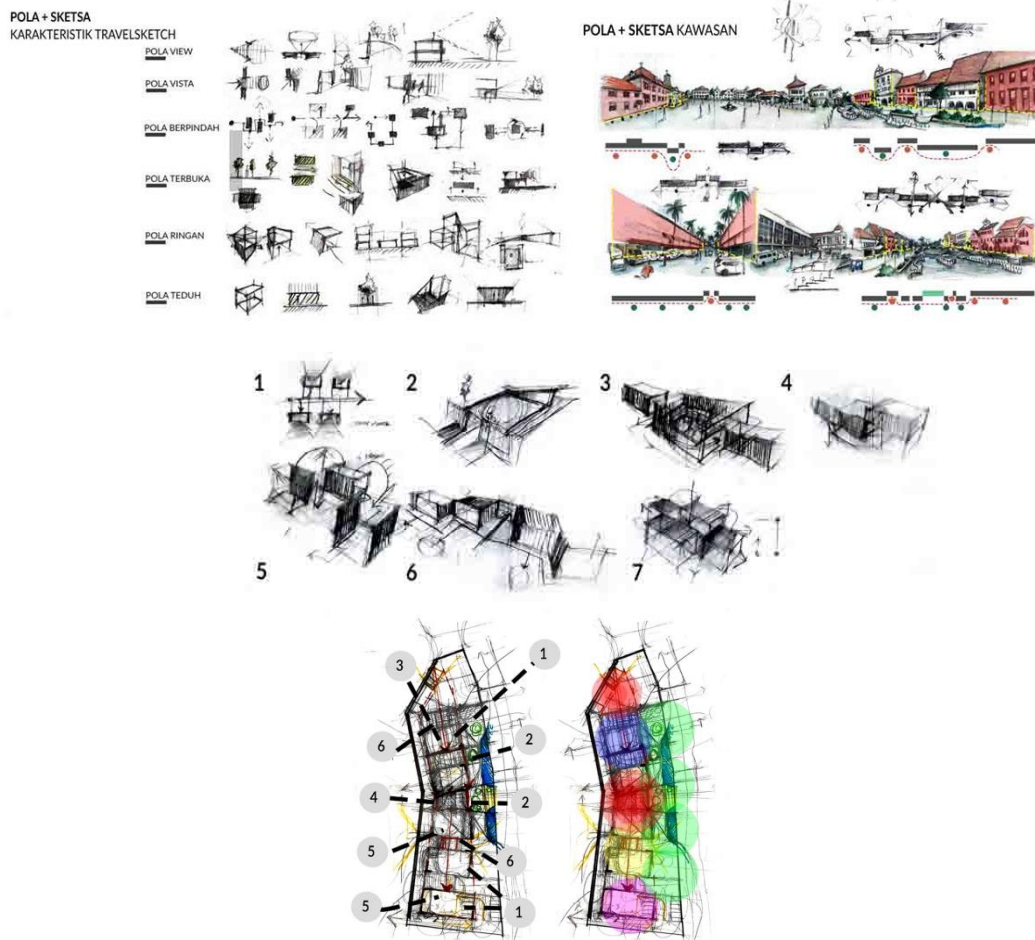 POLA + SKETSA
KARAKTERISTIK TRAVELSKETCH
POLA VIEW
POLA VISTA
POLA BERPINDAH
POLA TERBUKA
POLA RINGAN
POLA TEDUH
POLA + SKETSA KAWASAN
1
2
3
4
5
6
7
3
1
6
2
4
2
5
6
5
1